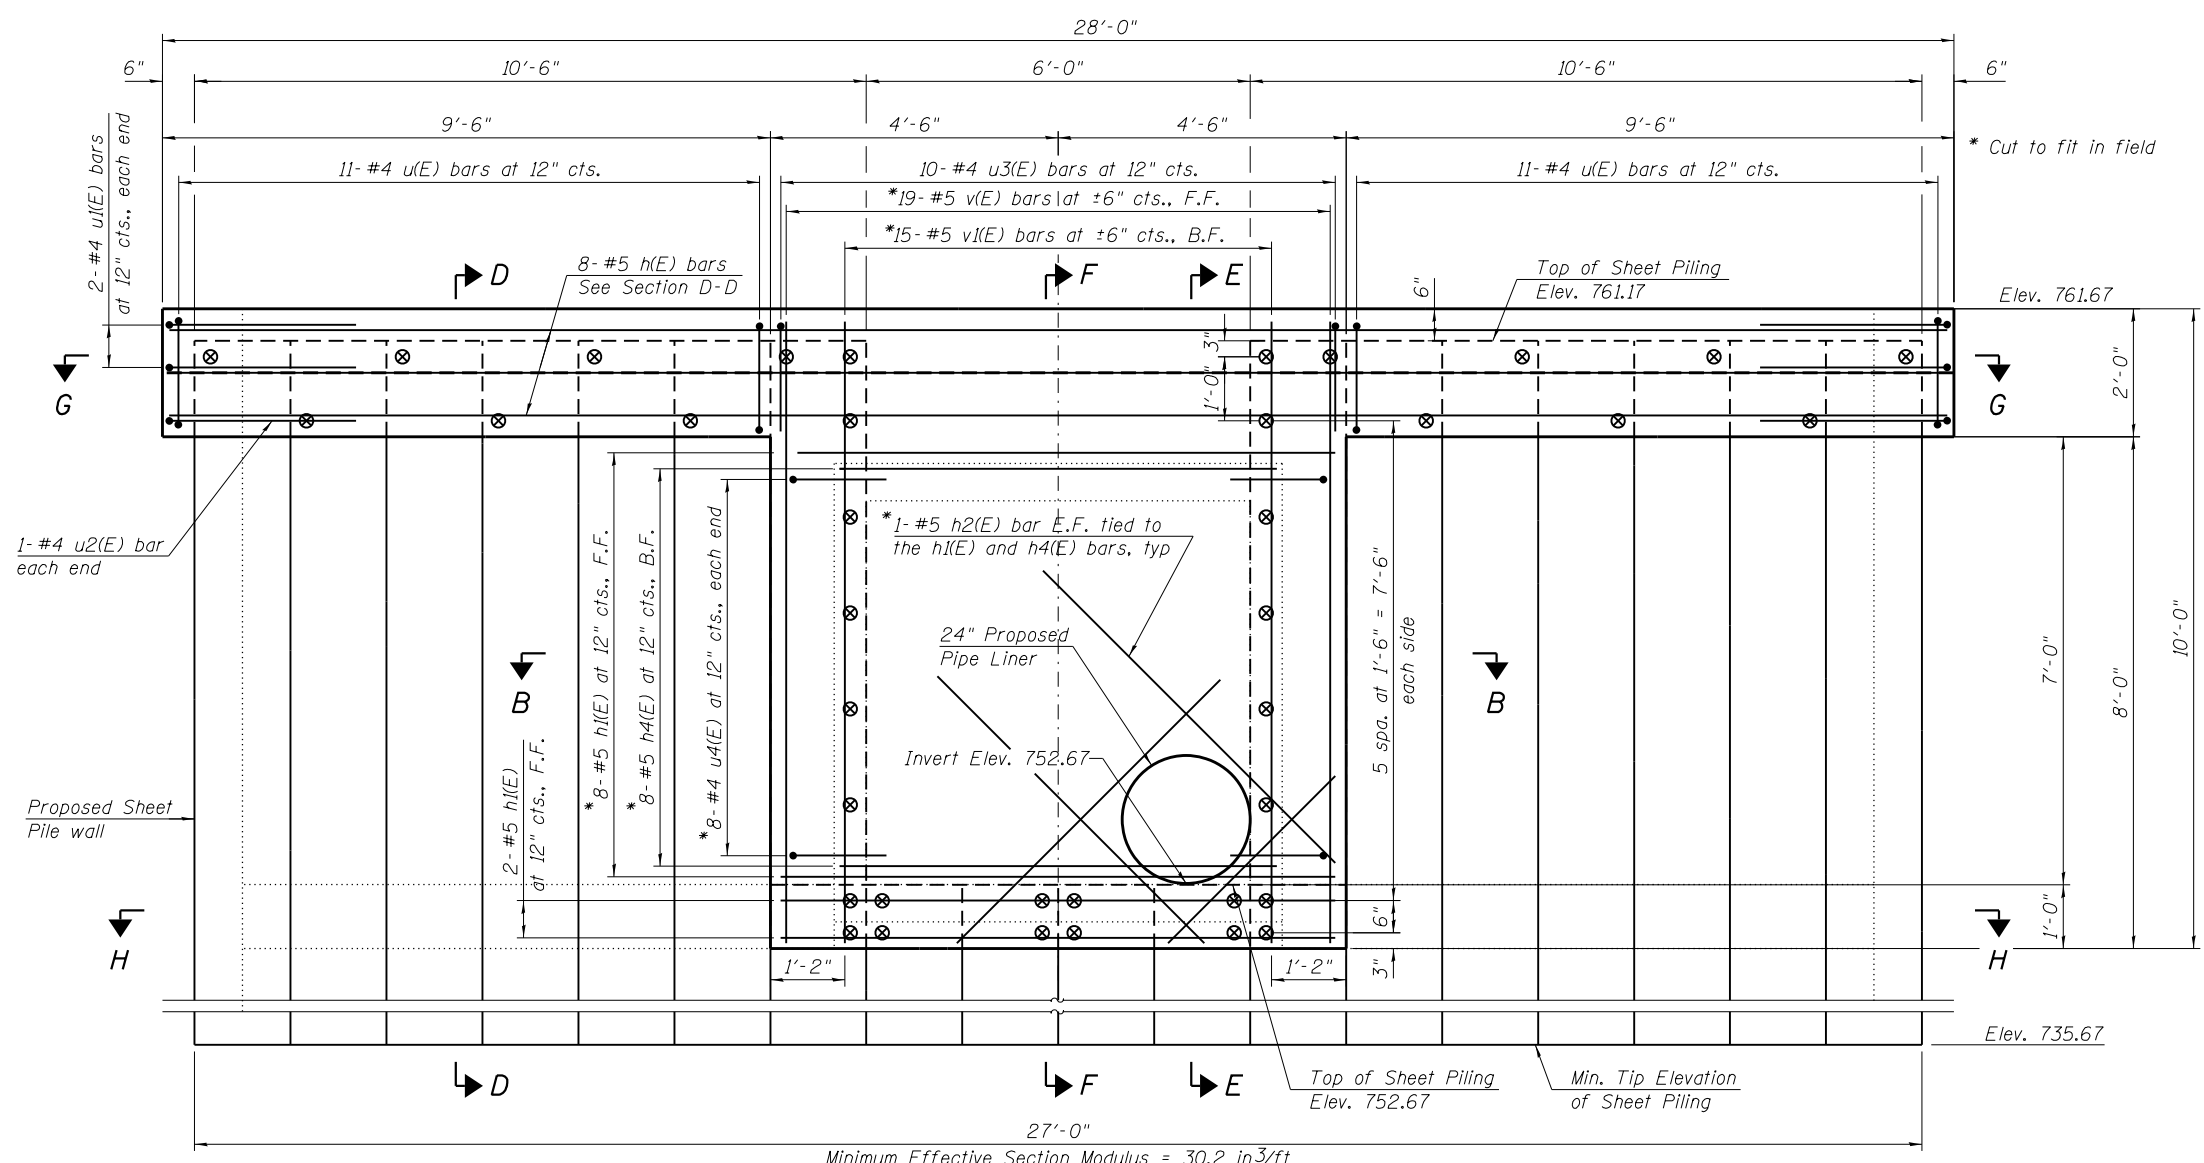 28'-0"
6"
10'-6"
6'-0"
10'-6"
6"
9'-6"
4'-6"
4'-6"
9'-6"
* Cut to fit in field
2-#4 u1(E) bars
at 12" cts., each end
11-#4 u(E) bars at 12" cts.
10-#4 u3(E) bars at 12" cts.
11-#4 u(E) bars at 12" cts.
*19-#5 v(E) bars at ±6" cts., F.F.
*15-#5 v1(E) bars at ±6" cts., B.F.
8-#5 h(E) bars
See Section D-D
D
F
E
6"
Top of Sheet Piling
Elev. 761.17
Elev. 761.67
3"
1'-0"
2'-0"
G
G
1-#4 u2(E) bar
each end
*8-#5 h1(E) at 12" cts., F.F.
*8-#5 h4(E) at 12" cts., B.F.
*8-#4 u4(E) at 12" cts., each end
*1-#5 h2(E) bar E.F. tied to
the h1(E) and h4(E) bars, typ
24" Proposed
Pipe Liner
5 spa. at 1'-6" = 7'-6"
each side
7'-0"
8'-0"
10'-0"
B
B
Invert Elev. 752.67
2-#5 h1(E)
at 12" cts., F.F.
Proposed Sheet
Pile wall
H
H
6"
1'-0"
1'-2"
1'-2"
3"
Elev. 735.67
D
F
E
Top of Sheet Piling
Elev. 752.67
Min. Tip Elevation
of Sheet Piling
27'-0"
Minimum Effective Section Modulus = 30.2 in3/ft